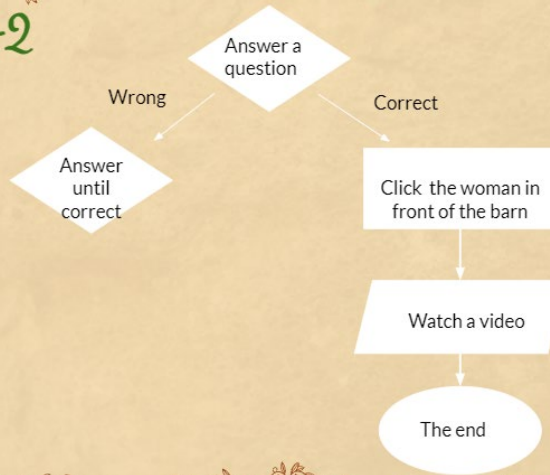 -2
Answer a
question
Wrong
Correct
Answer
until
correct
Click the woman in
front of the barn
Watch a video
The end